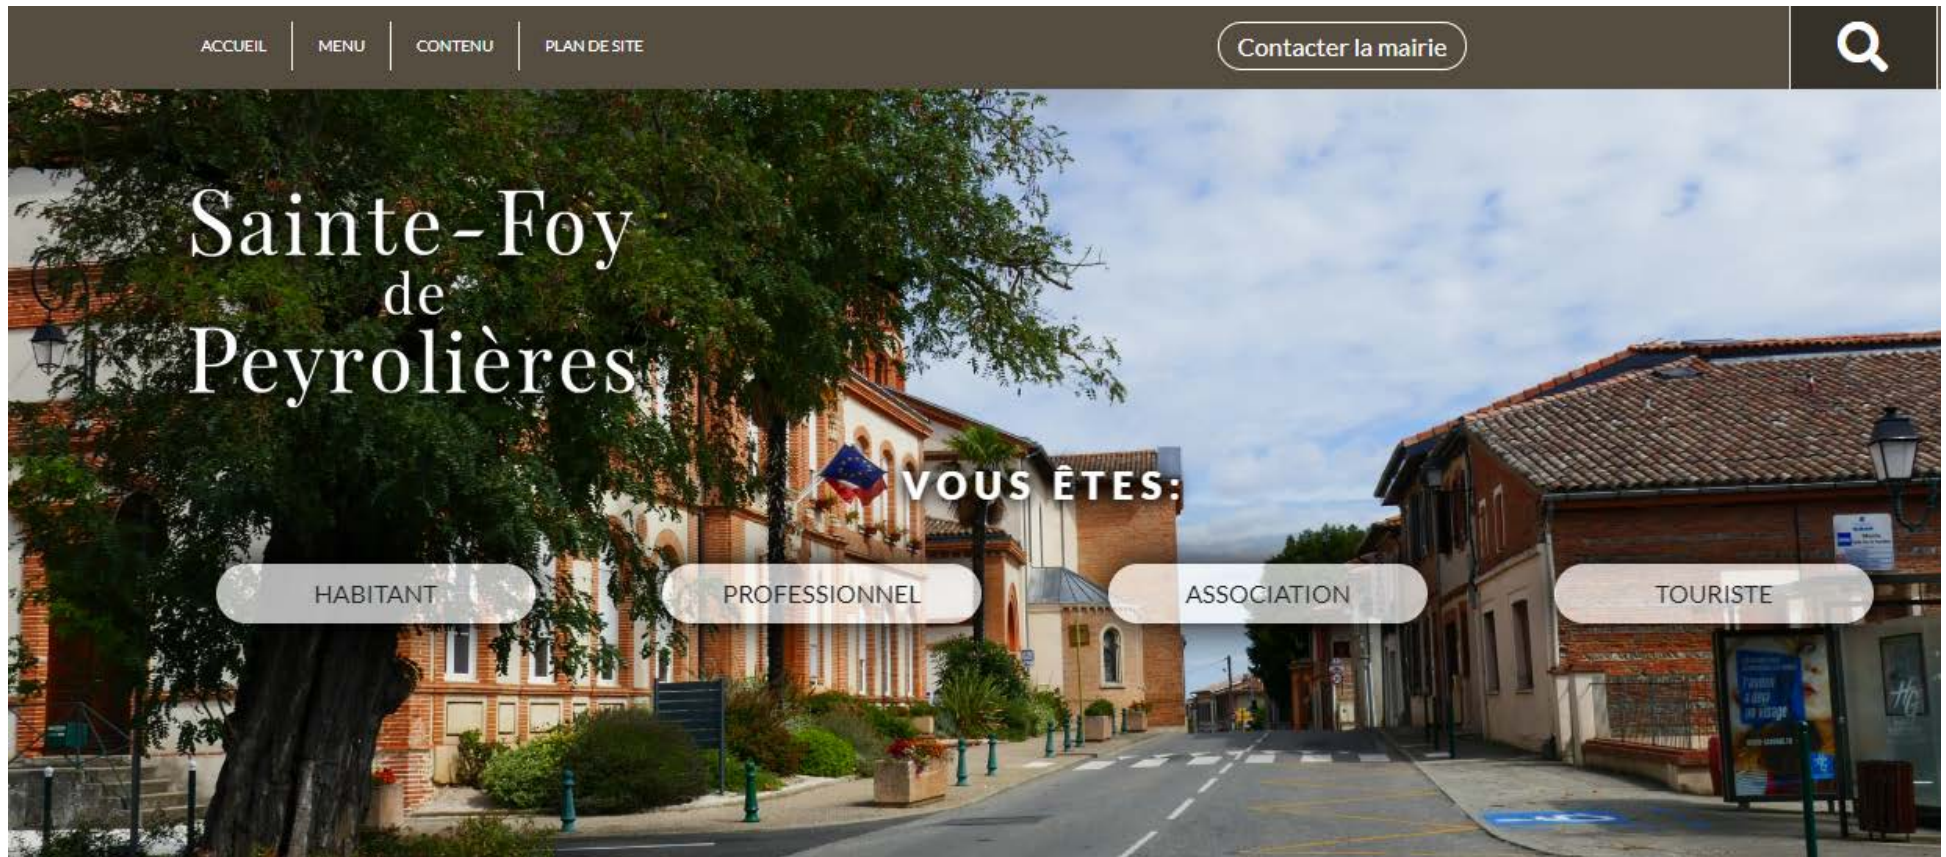 ACCUEIL
MENU
CONTENU
PLAN DE SITE
Contacter la mairie
Sainte-Foy
de
Peyrolières
VOUS ÊTES:
HABITANT
PROFESSIONNEL
ASSOCIATION
TOURISTE